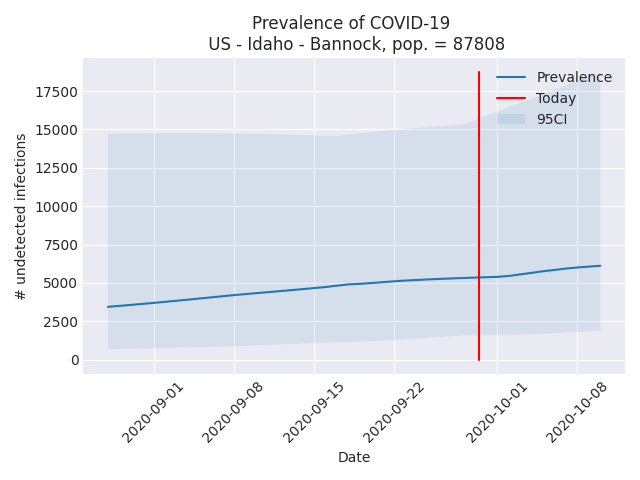 Prevalence of COVID-19
US - Idaho - Bannock, pop. = 87808
Prevalence
Today
95CI
17500
15000
12500
10000
7500
5000
2500
0
# undetected infections
2020-09-01
2020-09-08
2020-09-15
2020-09-22
2020-10-01
2020-10-08
Date